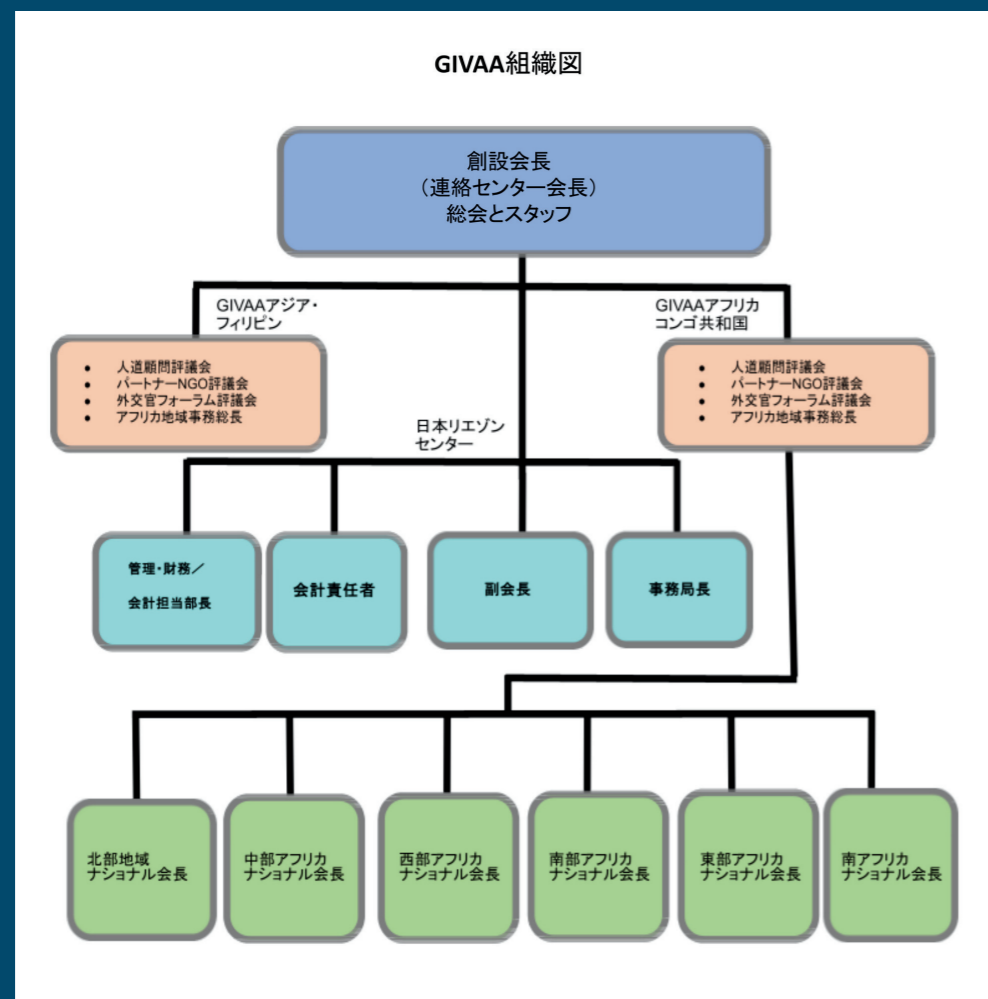 GIVAA組織図
創設会長
(連絡センター会長)
総会とスタッフ
GIVAAアジア・
フィリピン
• 人道顧問評議会
• パートナーNGO評議会
• 外交官フォーラム評議会
• アフリカ地域事務総長
GIVAAアフリカ
コンゴ共和国
• 人道顧問評議会
• パートナーNGO評議会
• 外交官フォーラム評議会
• アフリカ地域事務総長
日本リエゾン
センター
管理・財務／
会計担当部長
会計責任者
副会長
事務局長
北部地域
ナショナル会長
中部アフリカ
ナショナル会長
西部アフリカ
ナショナル会長
南部アフリカ
ナショナル会長
東部アフリカ
ナショナル会長
南アフリカ
ナショナル会長